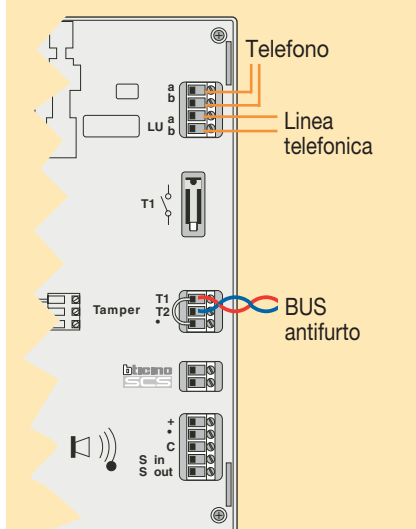 Telefono
a
b
LU a
b
Linea
telefonica
T1
Tamper
T1
T2
BUS
antifurto
bticino
SCS
+
C
S in
S out